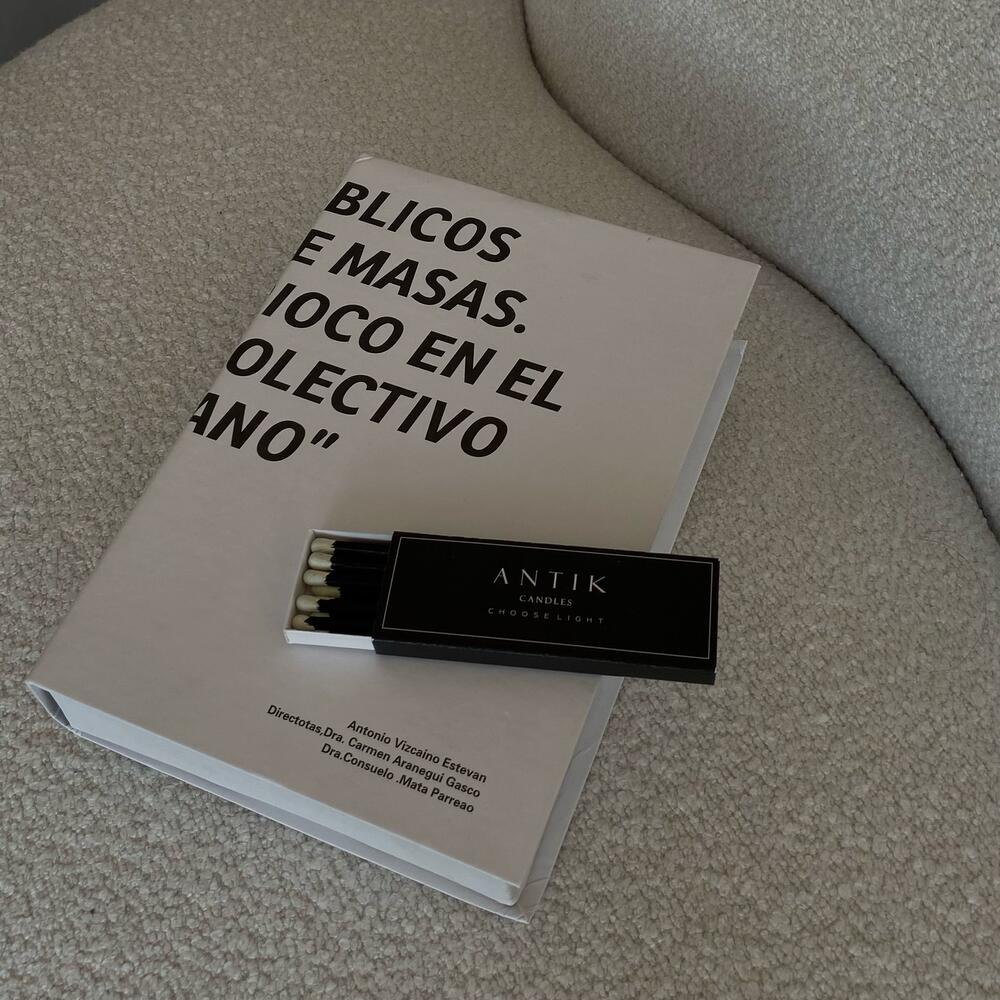 BLICOS
E MASAS.
IOCO EN EL
OLECTIVO
ANO”
ANTIK
CANDLES
CHOOSE LIGHT
Antonio Vizcaino Estevan
Directotas,Dra. Carmen Aranegui Gasco
Dra.Consuelo .Mata Parreao